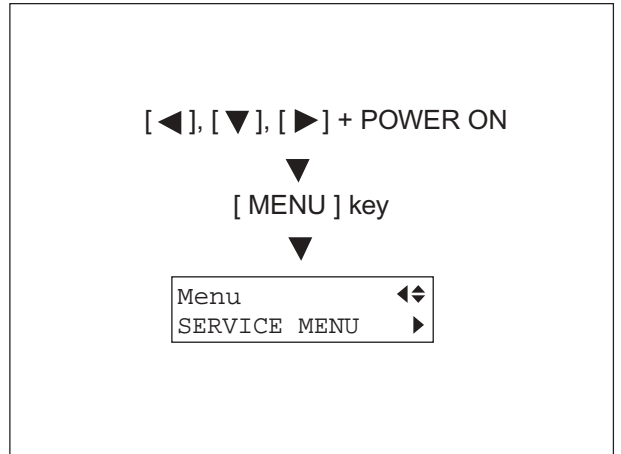 [ ◀ ], [ ▼ ], [ ▶ ] + POWER ON
▼
[ MENU ] key
▼
Menu ◀◆
SERVICE MENU ▶